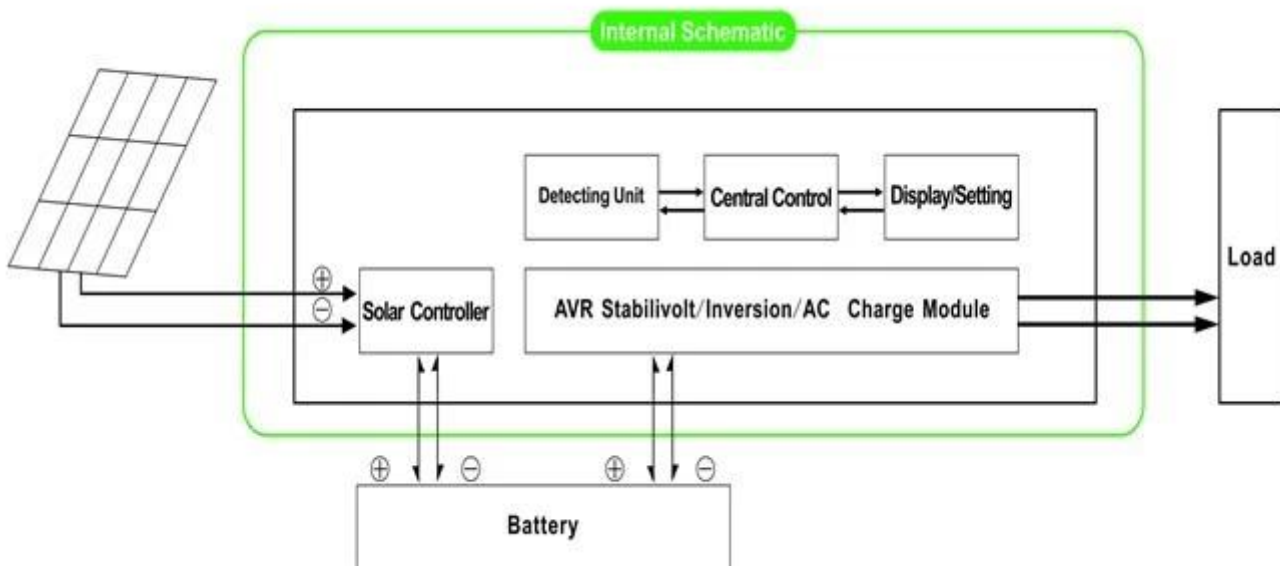 Internal Schematic
Detecting Unit
Central Control
Display/Setting
Load
⊕
⊖
Solar Controller
AVR Stabilivolt/Inversion/AC Charge Module
⊕ ⊖ ⊕ ⊖
Battery